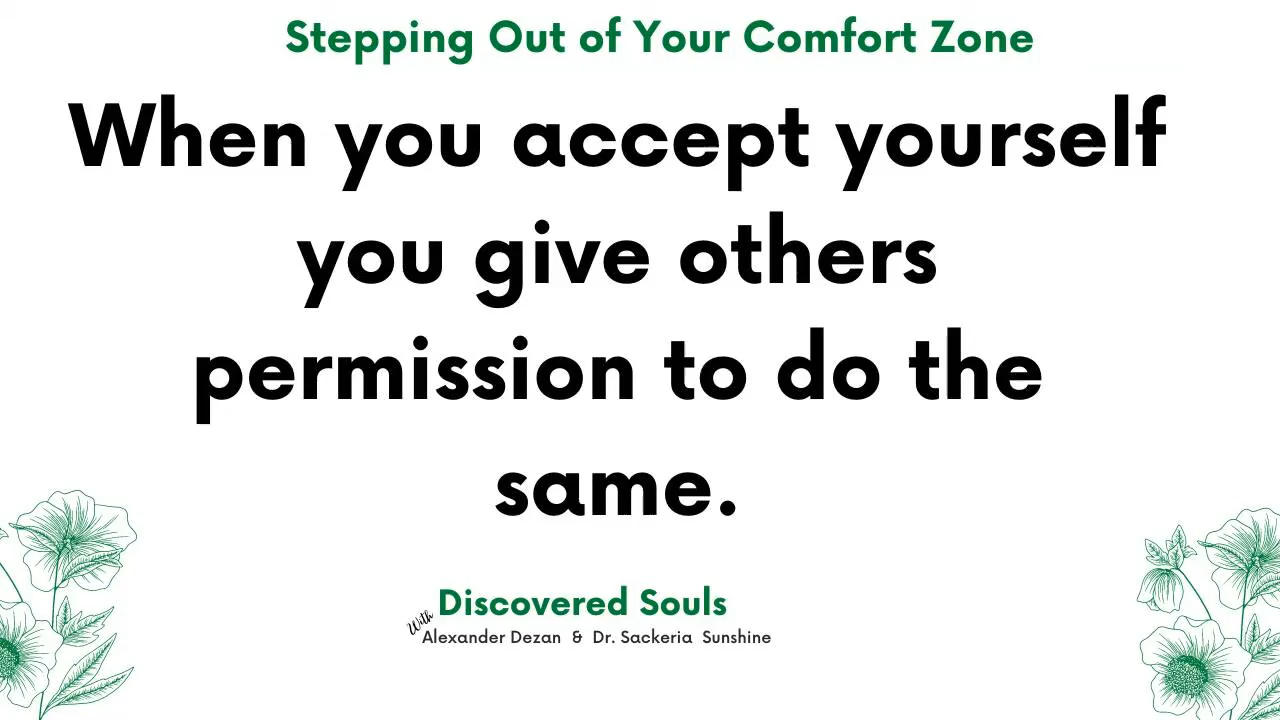 Stepping Out of Your Comfort Zone
When you accept yourself
you give others
permission to do the
same.
Discovered Souls
With
Alexander Dezan & Dr. Sackeria Sunshine